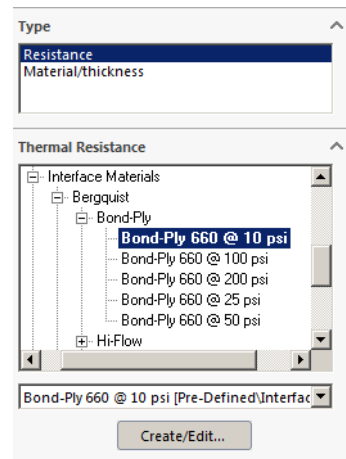 Type
Resistance
Material/thickness
Thermal Resistance
Interface Materials
Bergquist
Bond-Ply
Bond-Ply 660 @ 10 psi
Bond-Ply 660 @ 100 psi
Bond-Ply 660 @ 200 psi
Bond-Ply 660 @ 25 psi
Bond-Ply 660 @ 50 psi
Hi-Flow
Bond-Ply 660 @ 10 psi [Pre-Defined\Interfac
Create/Edit...